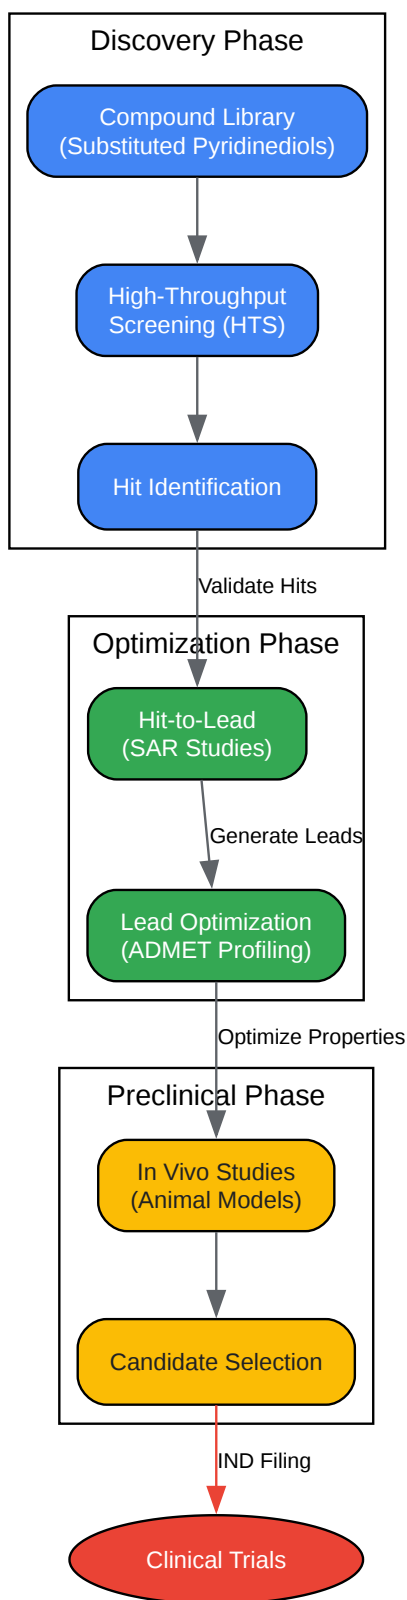 Discovery Phase
Compound Library
(Substituted Pyridinediols)
High-Throughput
Screening (HTS)
Hit Identification
Validate Hits
Optimization Phase
Hit-to-Lead
(SAR Studies)
Generate Leads
Lead Optimization
(ADMET Profiling)
Optimize Properties
Preclinical Phase
In Vivo Studies
(Animal Models)
Candidate Selection
IND Filing
Clinical Trials